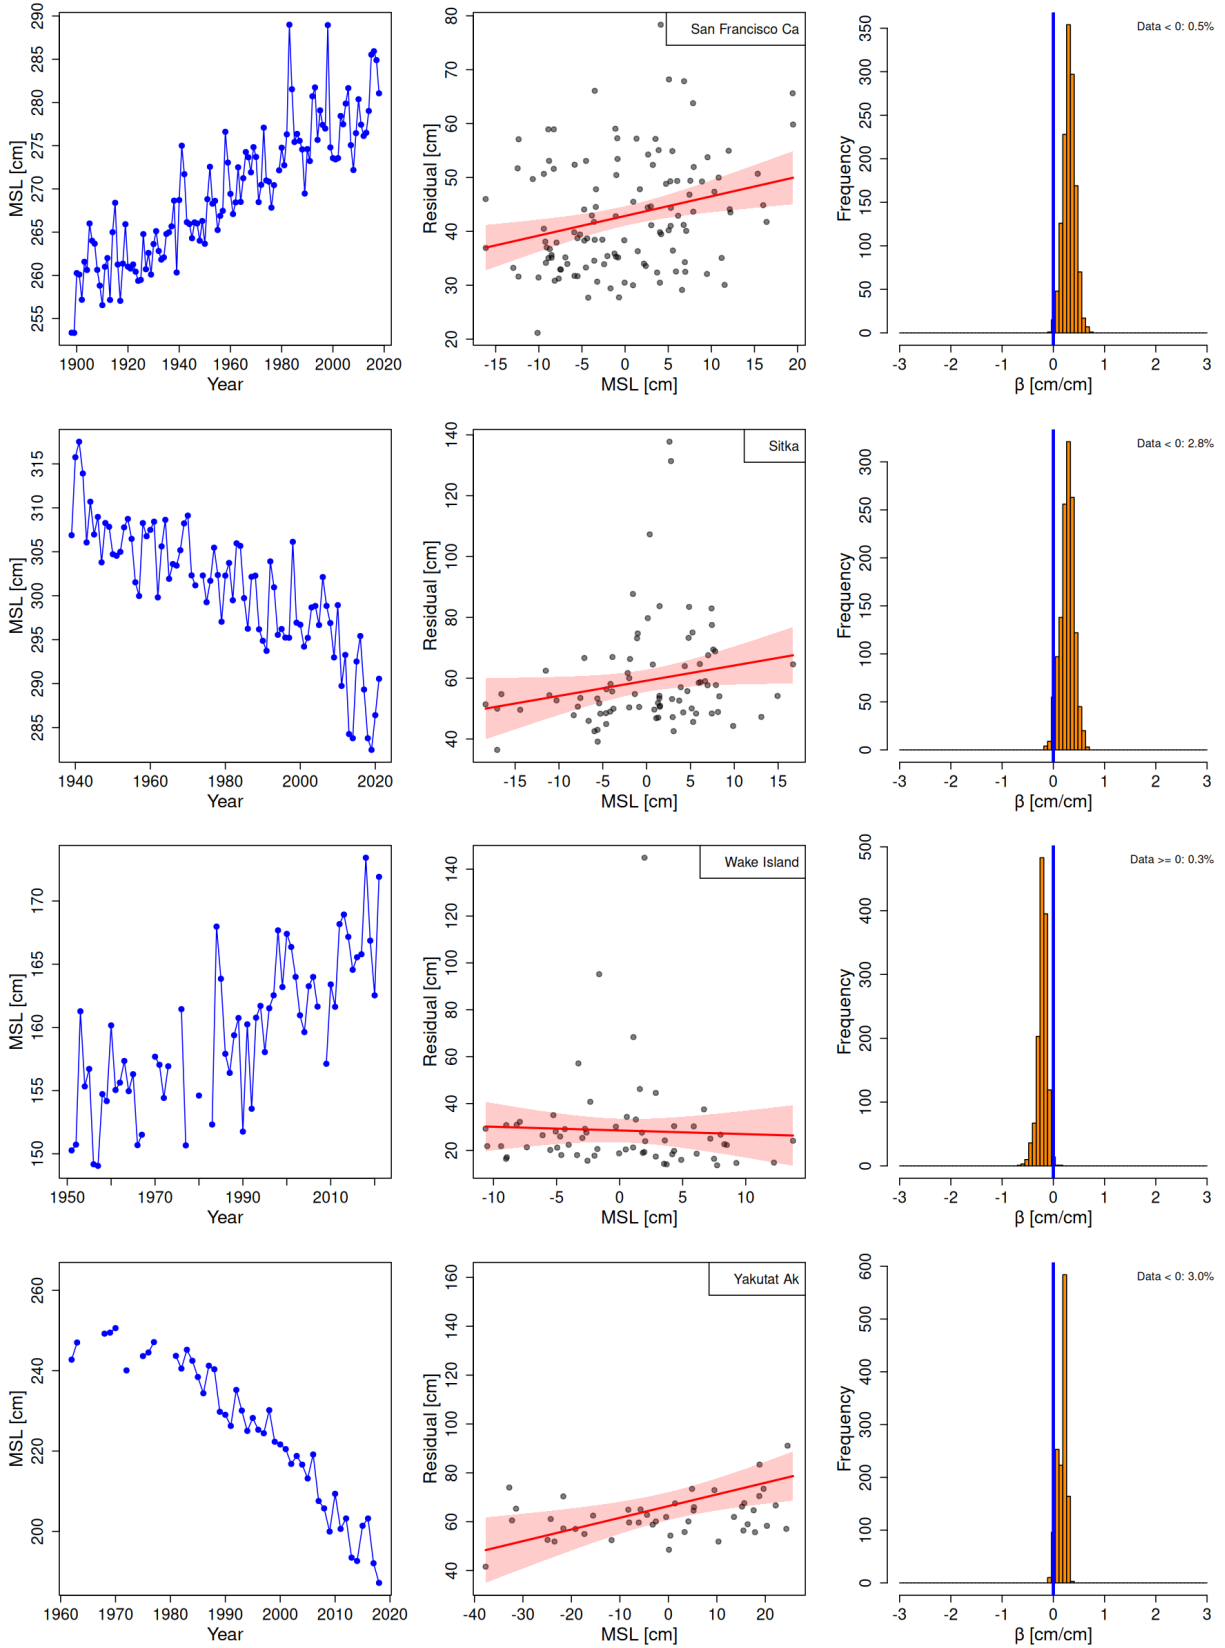 MSL [cm]
255 260 265 270 275 280 285 290
1900 1920 1940 1960 1980 2000 2020
Year
San Francisco Ca
Residual [cm]
20 30 40 50 60 70 80
-15 -10 -5 0 5 10 15 20
MSL [cm]
Data < 0: 0.5%
Frequency
0 50 100 150 200 250 300 350
-3 -2 -1 0 1 2 3
β [cm/cm]
MSL [cm]
285 290 295 300 305 310 315
1940 1960 1980 2000 2020
Year
Sitka
Residual [cm]
40 60 80 100 120 140
-15 -10 -5 0 5 10 15
MSL [cm]
Data < 0: 2.8%
Frequency
0 50 100 150 200 250 300
-3 -2 -1 0 1 2 3
β [cm/cm]
MSL [cm]
150 155 160 165 170
1950 1970 1990 2010
Year
Wake Island
Residual [cm]
20 40 60 80 100 120 140
-10 -5 0 5 10
MSL [cm]
Data >= 0: 0.3%
Frequency
0 100 200 300 400 500
-3 -2 -1 0 1 2 3
β [cm/cm]
MSL [cm]
200 220 240 260
1960 1970 1980 1990 2000 2010 2020
Year
Yakutat Ak
Residual [cm]
40 60 80 100 120 140 160
-40 -30 -20 -10 0 10 20
MSL [cm]
Data < 0: 3.0%
Frequency
0 100 200 300 400 500 600
-3 -2 -1 0 1 2 3
β [cm/cm]